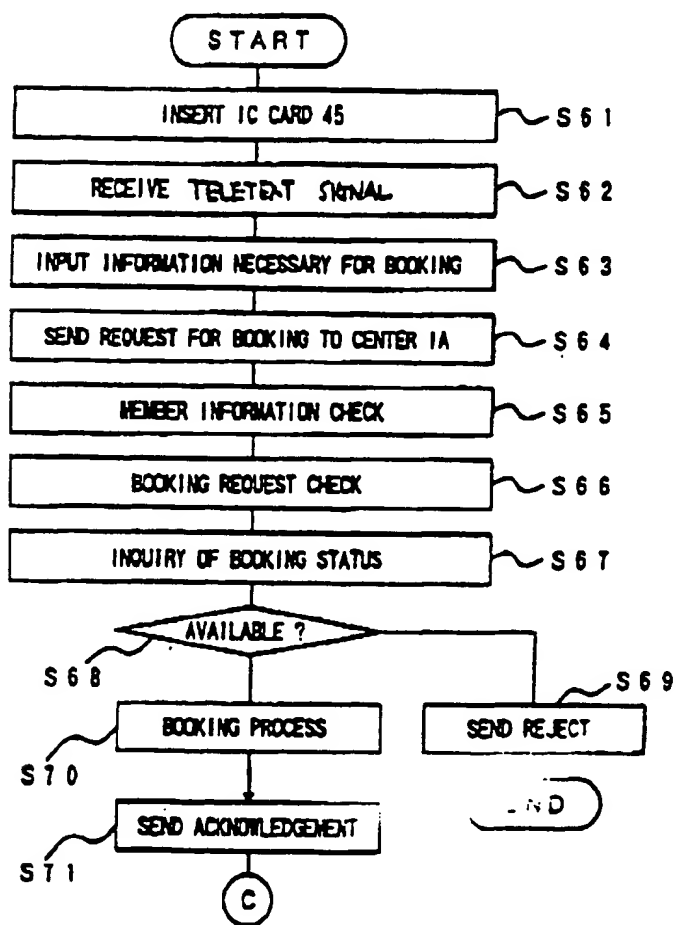 START
INSERT IC CARD 45
S61
RECEIVE TELETEXT SIGNAL
S62
INPUT INFORMATION NECESSARY FOR BOOKING
S63
SEND REQUEST FOR BOOKING TO CENTER 1A
S64
MEMBER INFORMATION CHECK
S65
BOOKING REQUEST CHECK
S66
INQUIRY OF BOOKING STATUS
S67
AVAILABLE ?
S68
S69
BOOKING PROCESS
SEND REJECT
S70
SEND ACKNOWLEDGEMENT
S71
C